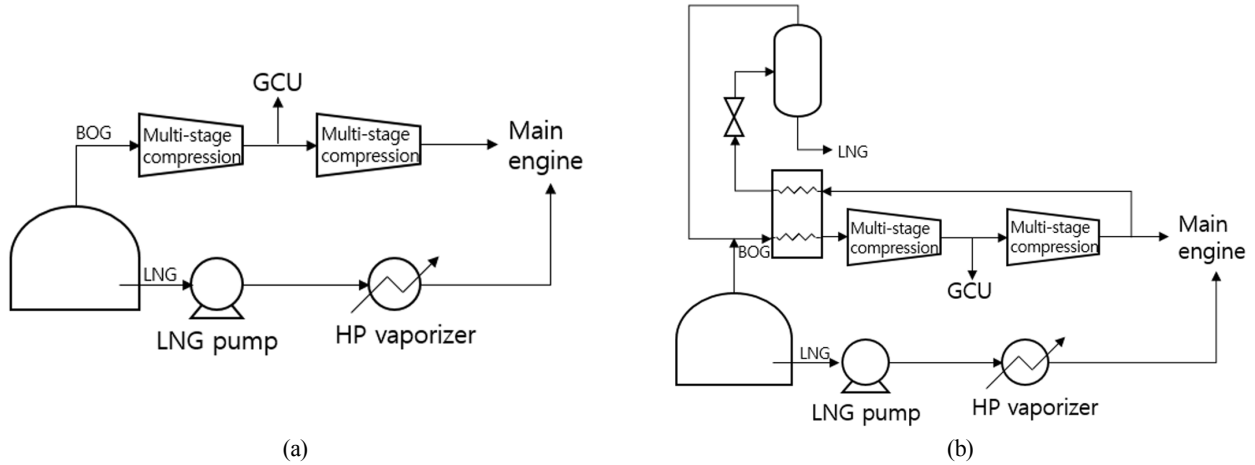 GCU
BOG
Multi-stage
compression
Multi-stage
compression
Main
engine
LNG
LNG pump
HP vaporizer
(a)
LNG
BOG
Multi-stage
compression
Multi-stage
compression
Main
engine
GCU
LNG
LNG pump
HP vaporizer
(b)